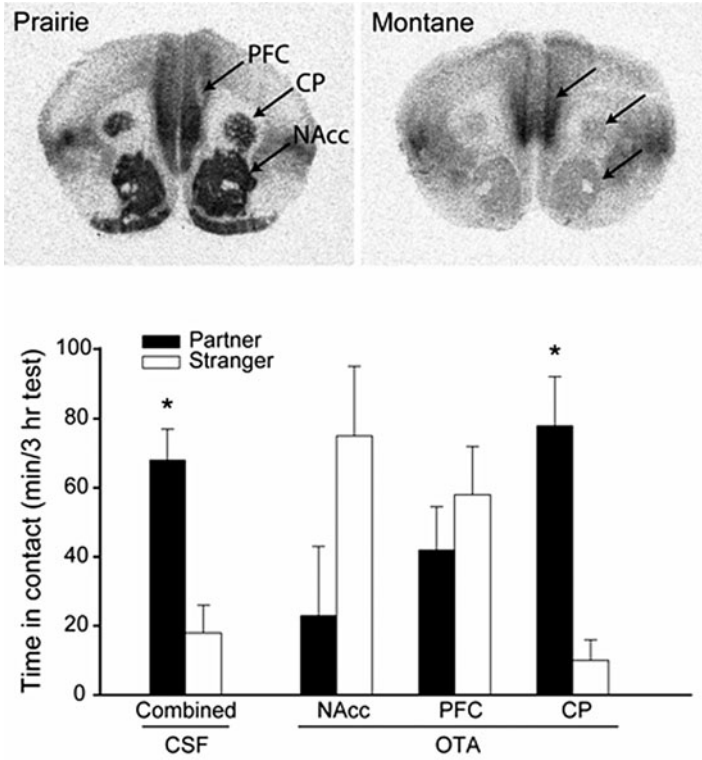 Prairie
Montane
PFC
CP
NAcc
Partner
Stranger
Time in contact (min/3 hr test)
100
80
60
40
20
0
*
*
Combined
NAcc
PFC
CP
CSF
OTA